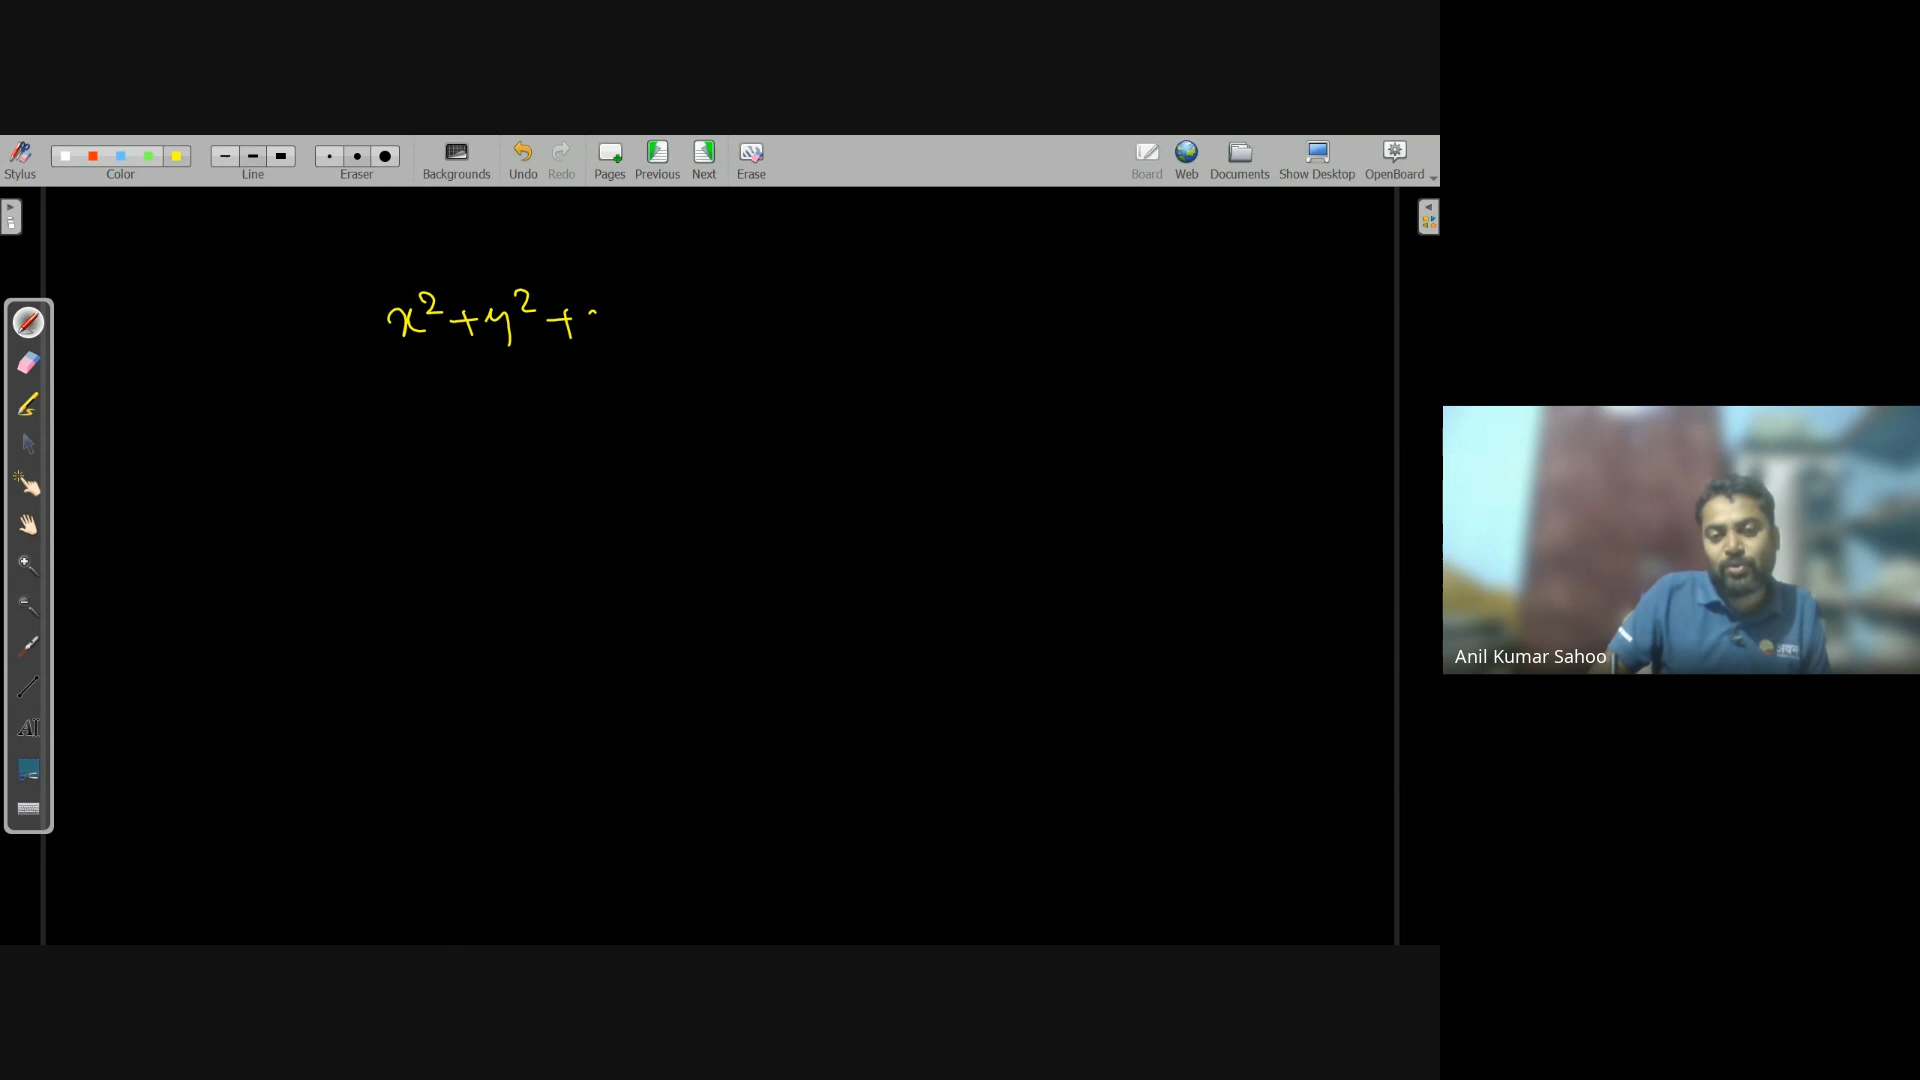 Stylus Color Line Eraser Backgrounds Undo Redo Pages Previous Next Erase Board Web Documents Show Desktop OpenBoard
x² + y² +
AI
Anil Kumar Sahoo